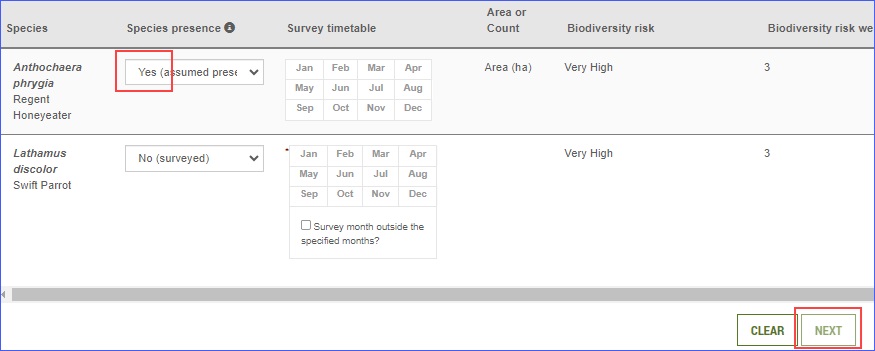 Species Species presence Survey timetable Area or Count Biodiversity risk Biodiversity risk we
Anthochaera phrygia
Regent Honeyeater
Yes (assumed prese
Jan Feb Mar Apr
May Jun Jul Aug
Sep Oct Nov Dec
Area (ha)
Very High
3
Lathamus discolor
Swift Parrot
No (surveyed)
* Jan Feb Mar Apr
May Jun Jul Aug
Sep Oct Nov Dec
Survey month outside the
specified months?
Very High
3
CLEAR NEXT